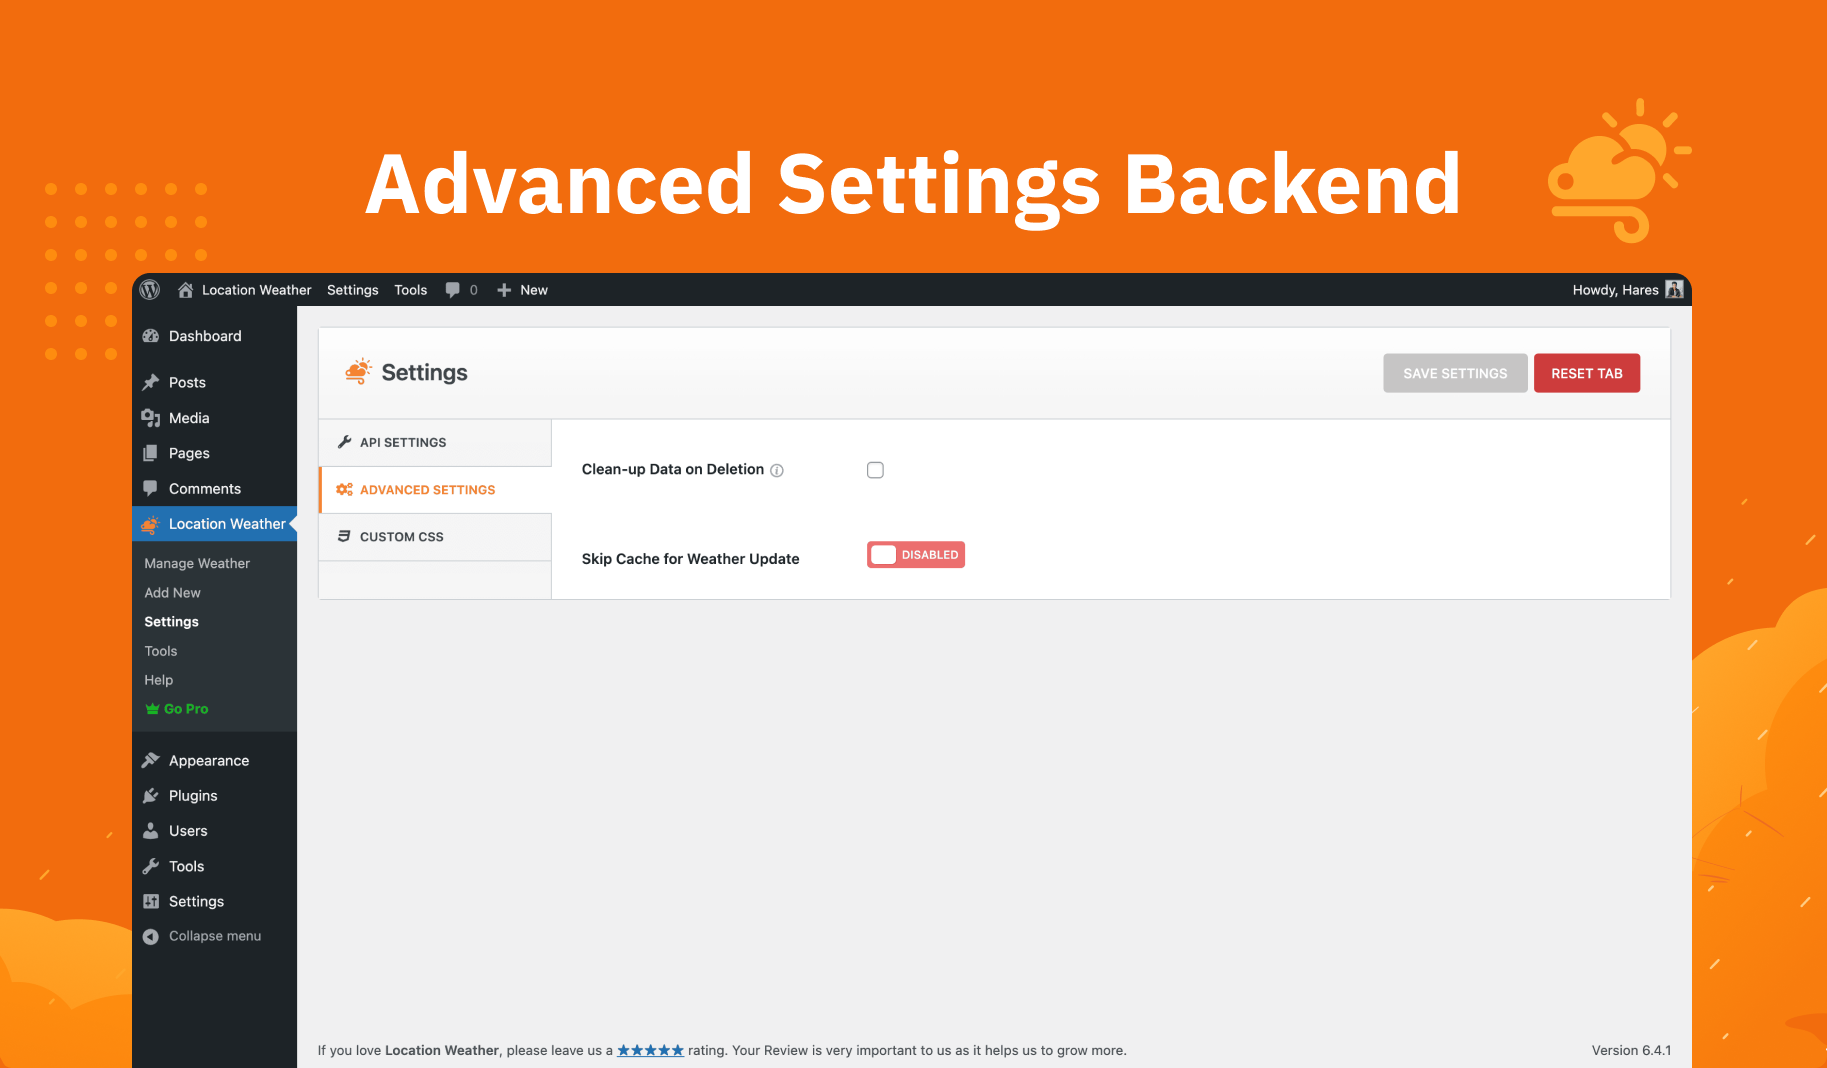 Advanced Settings Backend
Location Weather Settings Tools 0 New Howdy, Hares
Dashboard
Posts
Media
Pages
Comments
Location Weather
Manage Weather
Add New
Settings
Tools
Help
Go Pro
Appearance
Plugins
Users
Tools
Settings
Collapse menu
Settings
SAVE SETTINGS RESET TAB
API SETTINGS
ADVANCED SETTINGS
CUSTOM CSS
Clean-up Data on Deletion
Skip Cache for Weather Update DISABLED
If you love Location Weather, please leave us a ★★★★★ rating. Your Review is very important to us as it helps us to grow more. Version 6.4.1